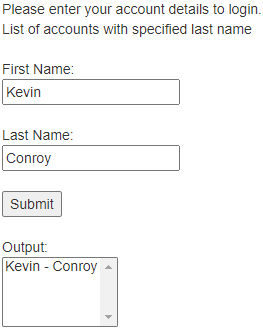 Please enter your account details to login.
List of accounts with specified last name
First Name:
Kevin
Last Name:
Conroy
Submit
Output:
Kevin - Conroy